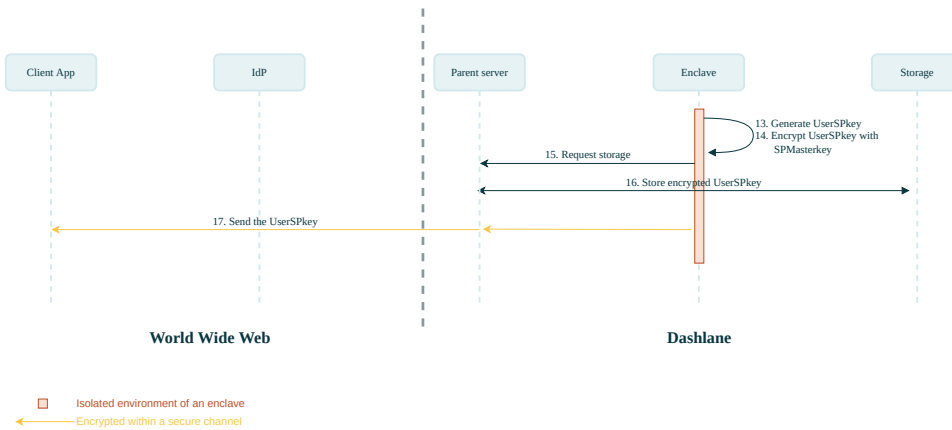 Client App
IdP
Parent server
Enclave
Storage
13. Generate UserSPkey
14. Encrypt UserSPkey with
SPMasterkey
15. Request storage
16. Store encrypted UserSPkey
17. Send the UserSPkey
World Wide Web
Dashlane
Isolated environment of an enclave
Encrypted within a secure channel